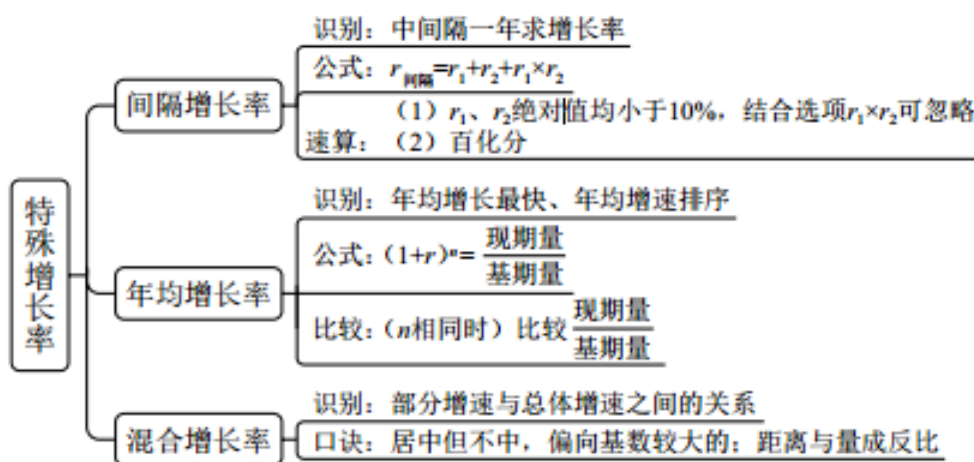 特殊增长率
间隔增长率
识别：中间隔一年求增长率
公式：r间隔=r₁+r₂+r₁×r₂
（1）r₁、r₂绝对值均小于10%，结合选项r₁×r₂可忽略
速算：（2）百化分
年均增长率
识别：年均增长最快、年均增速排序
公式：(1+r)ⁿ=现期量/基期量
比较：（n相同时）比较现期量/基期量
混合增长率
识别：部分增速与总体增速之间的关系
口诀：居中但不中，偏向基数较大的；距离与量成反比